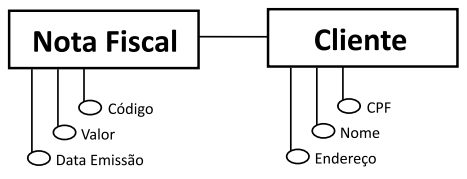 Nota Fiscal
Código
Valor
Data Emissão
Cliente
CPF
Nome
Endereço